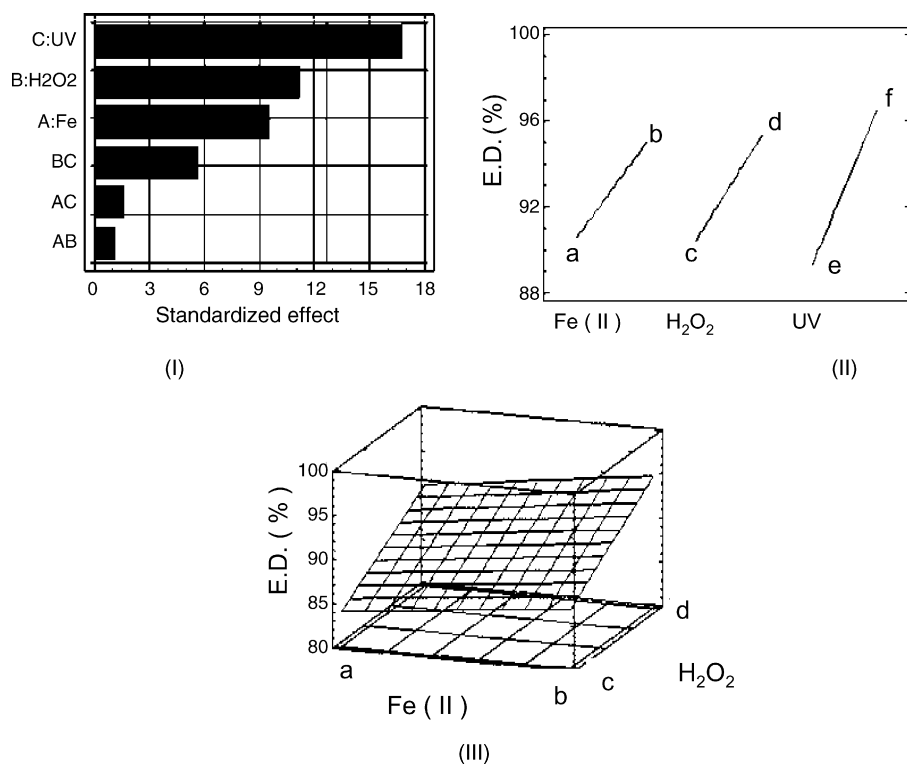 C:UV
B:H2O2
A:Fe
BC
AC
AB
0 3 6 9 12 15 18
Standardized effect
(I)
100
96
92
88
E.D. ( % )
a b c d e f
Fe ( II ) H₂O₂ UV
(II)
100
95
90
85
80
E.D. ( % )
a b c d
Fe ( II )
H₂O₂
(III)